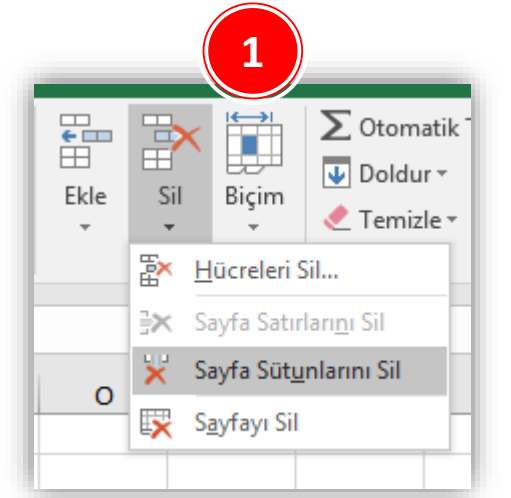 1
Ekle Sil Biçim
Otomatik
Doldur
Temizle
Hücreleri Sil...
Sayfa Satırlarını Sil
Sayfa Sütunlarını Sil
Sayfayı Sil
O